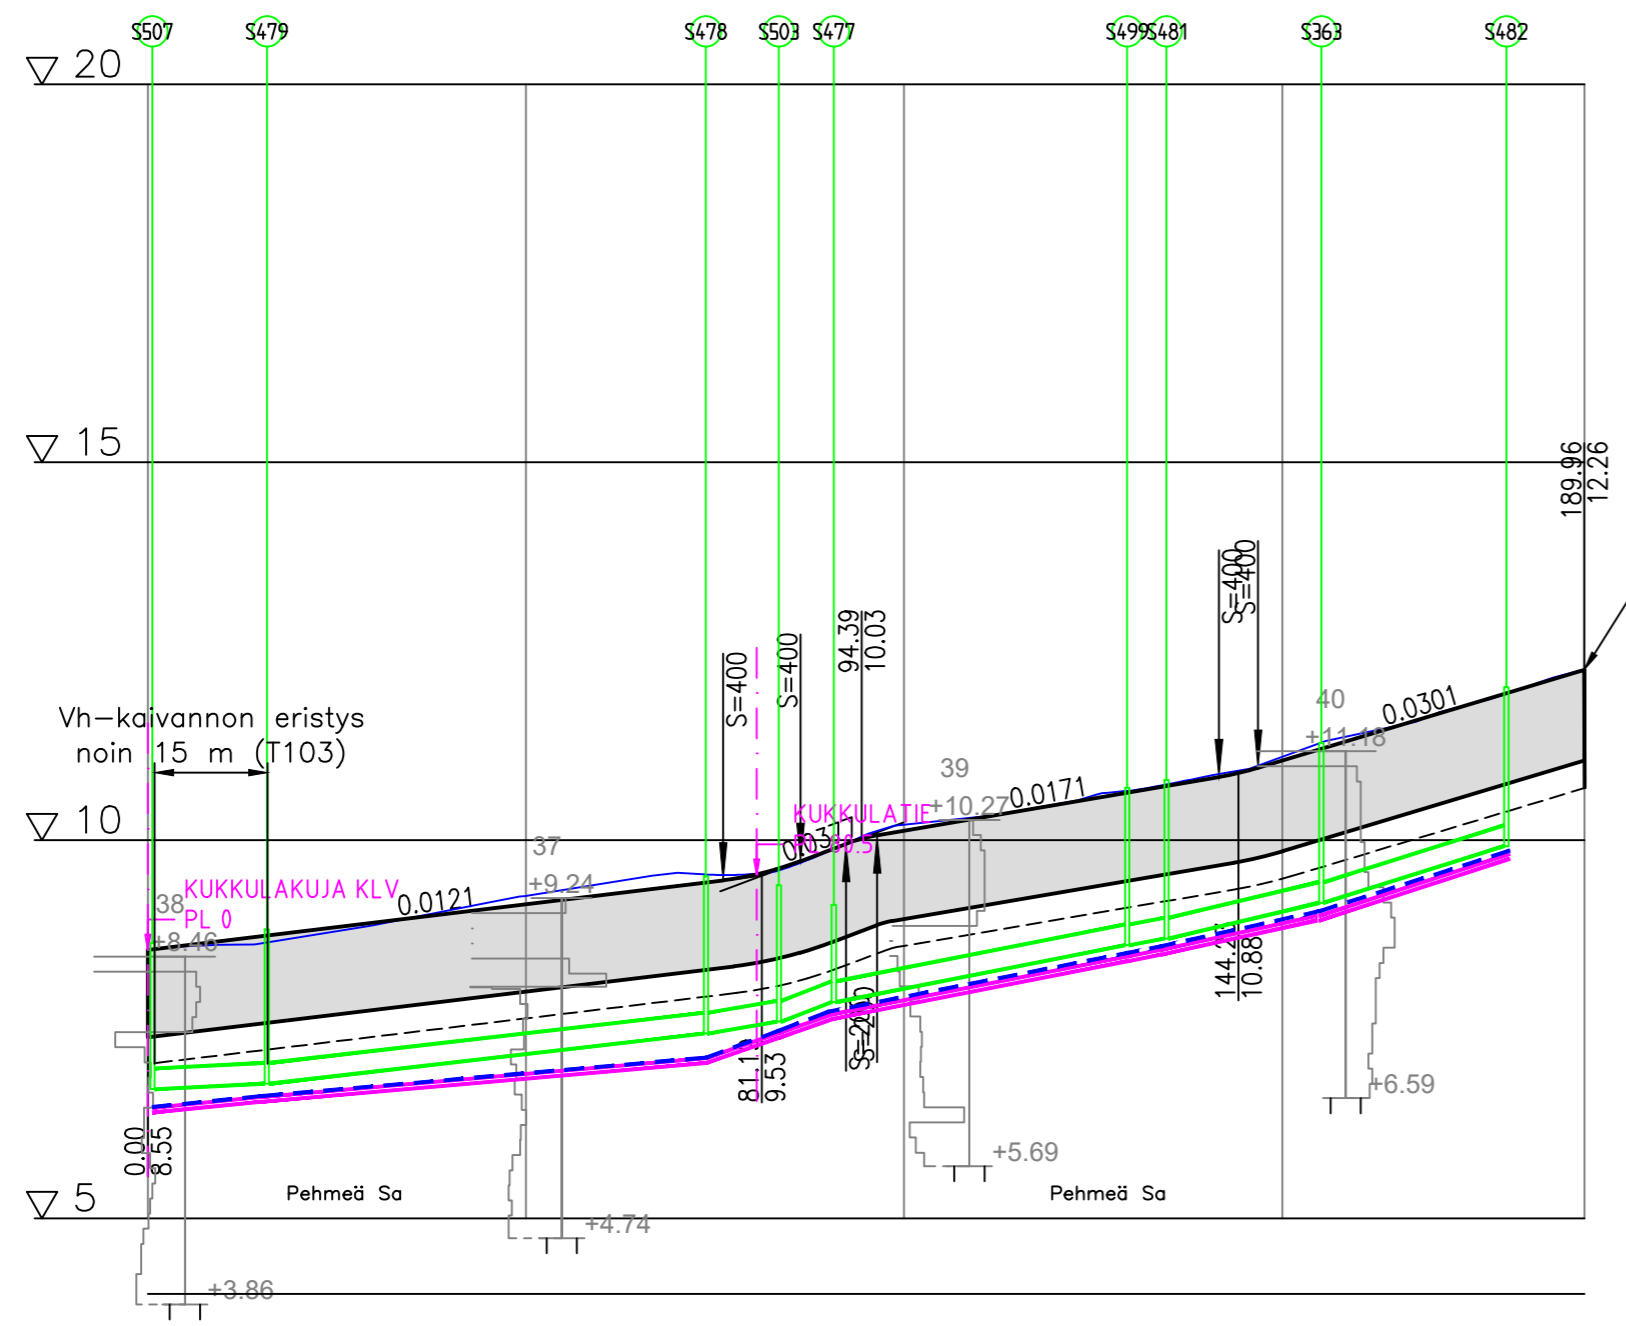 S507
S479
S478
S503
S477
S499
S481
S363
S482
20
15
10
5
189.96
12.26
S=400
S=400
94.39
10.03
S=400
S=400
Vh-kaivannon eristys
noin 15 m (T103)
0.0301
40
+11.18
39
+10.27
0.0171
KUKKULATIE
37
+9.24
0.0121
KUKKULAKUJA KLV
PL 0
38
+8.46
144.21
10.88
S=200
S=200
9.53
0.00
8.55
+6.59
+5.69
Pehmeä Sa
Pehmeä Sa
+4.74
+3.86